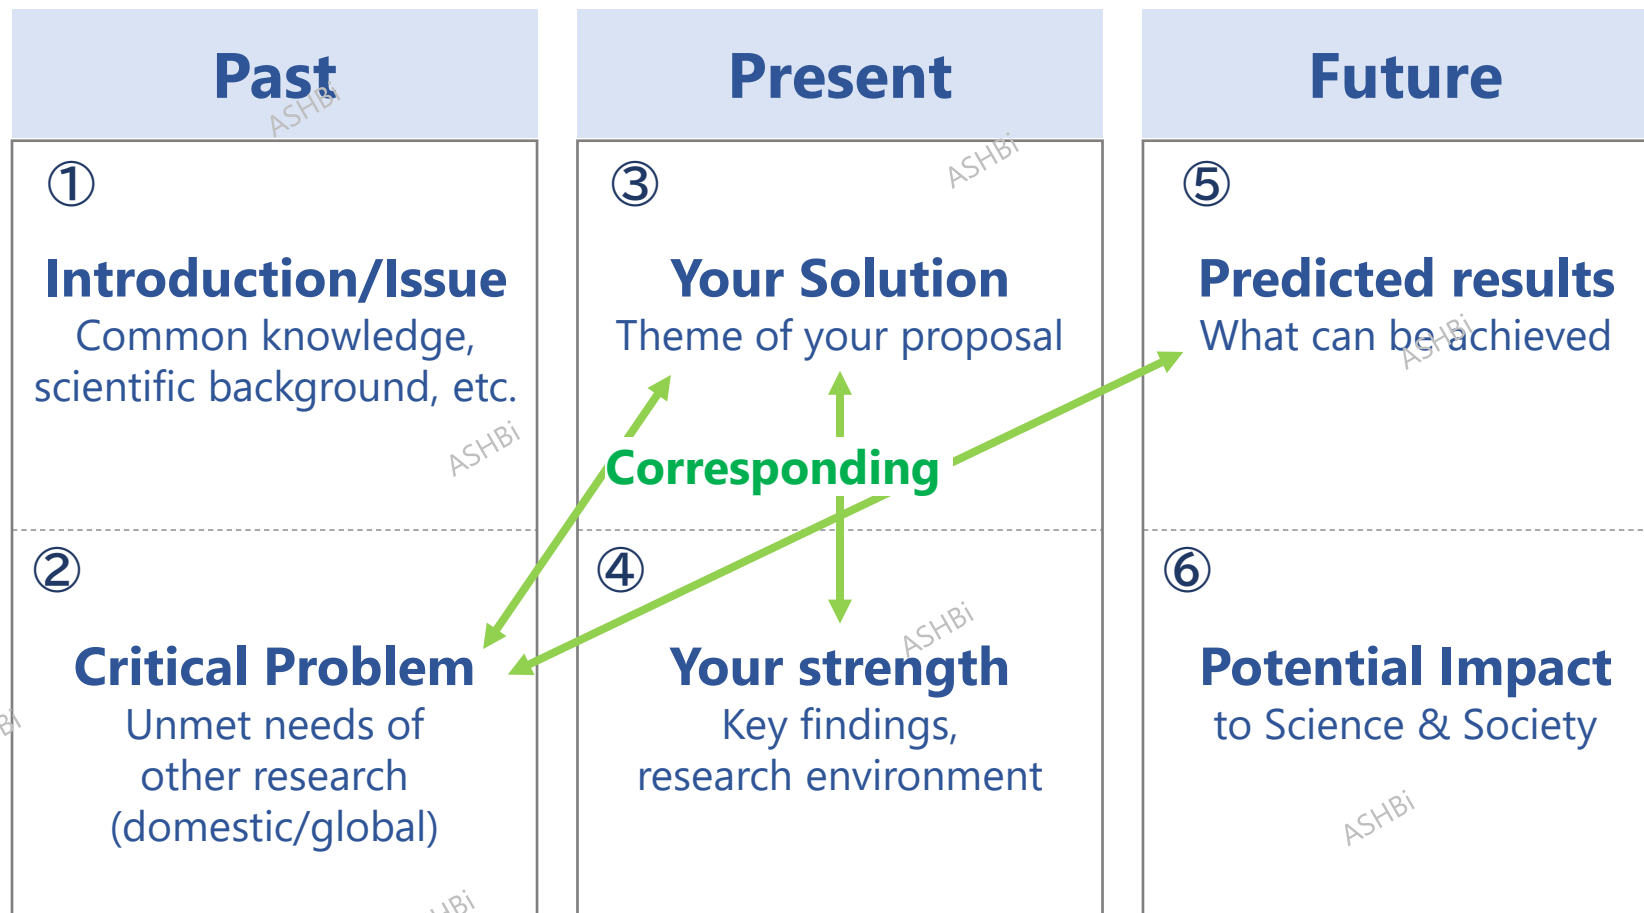 Past
Present
Future
①
Introduction/Issue
Common knowledge,
scientific background, etc.
②
Critical Problem
Unmet needs of
other research
(domestic/global)
③
Your Solution
Theme of your proposal
Corresponding
④
Your strength
Key findings,
research environment
⑤
Predicted results
What can be achieved
⑥
Potential Impact
to Science & Society
ASHBi
ASHBi
ASHBi
ASHBi
ASHBi
ASHBi